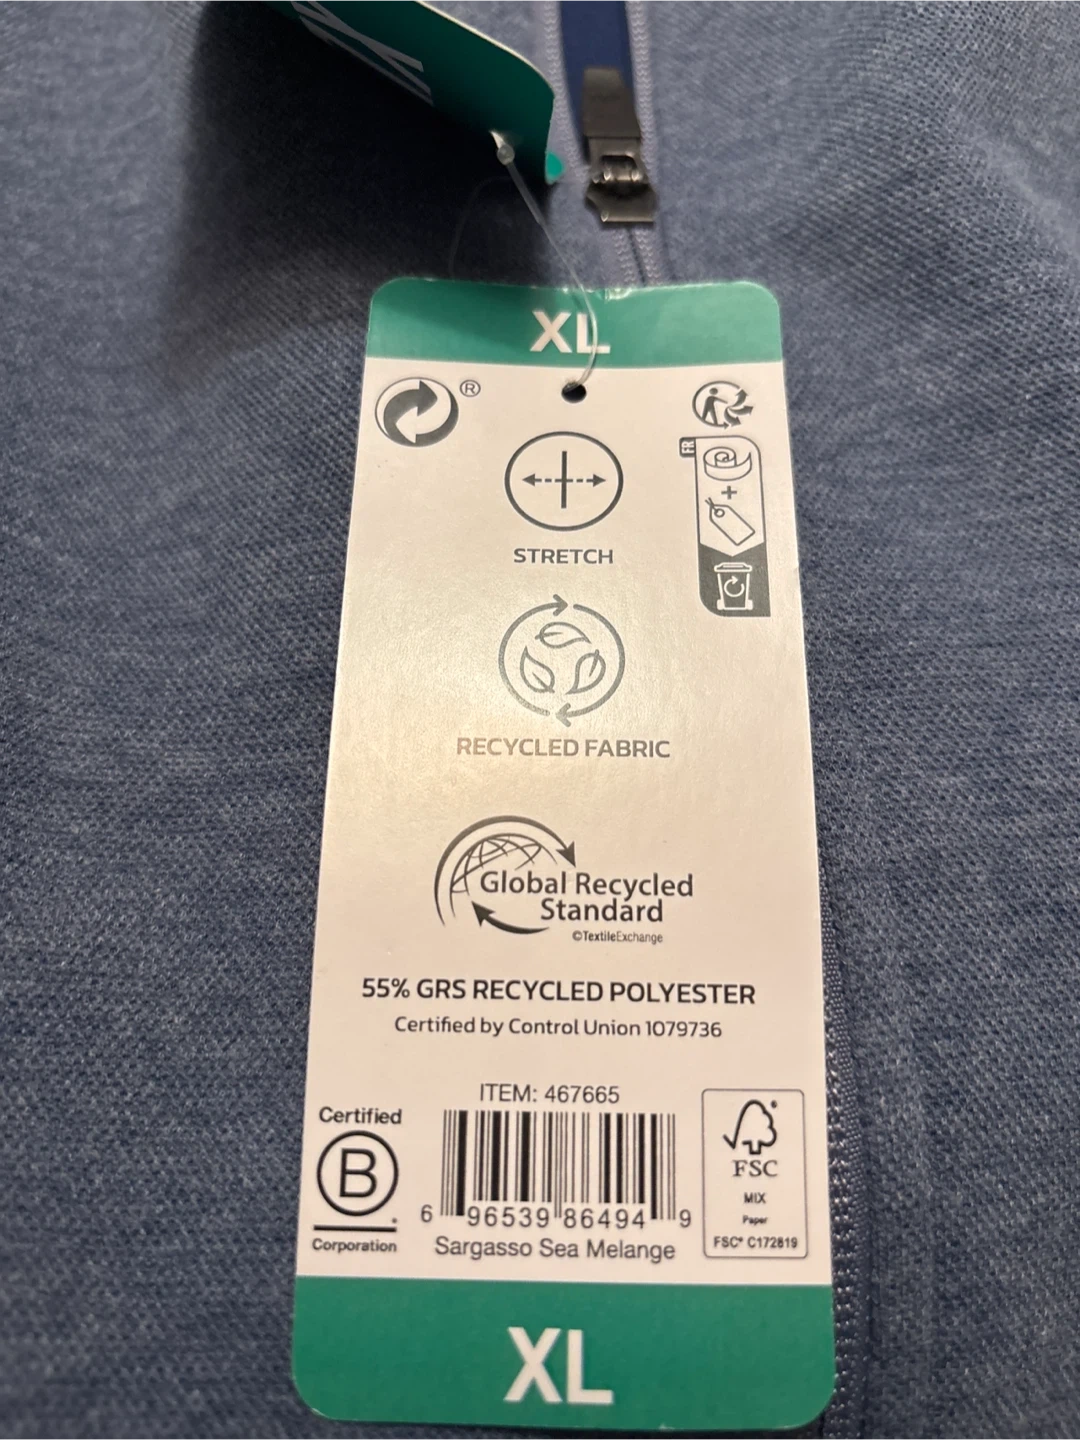 XL
®
FR
STRETCH
RECYCLED FABRIC
Global Recycled
Standard
©TextileExchange
55% GRS RECYCLED POLYESTER
Certified by Control Union 1079736
ITEM: 467665
Certified
B
Corporation
6 96539 86494 9
Sargasso Sea Melange
FSC
MIX
Paper
FSC® C172819
XL